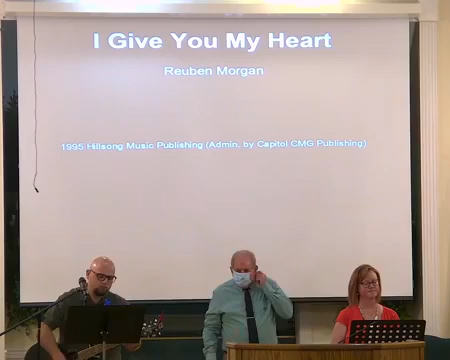 I Give You My Heart
Reuben Morgan
1995 Hillsong Music Publishing (Admin. by Capitol CMG Publishing)